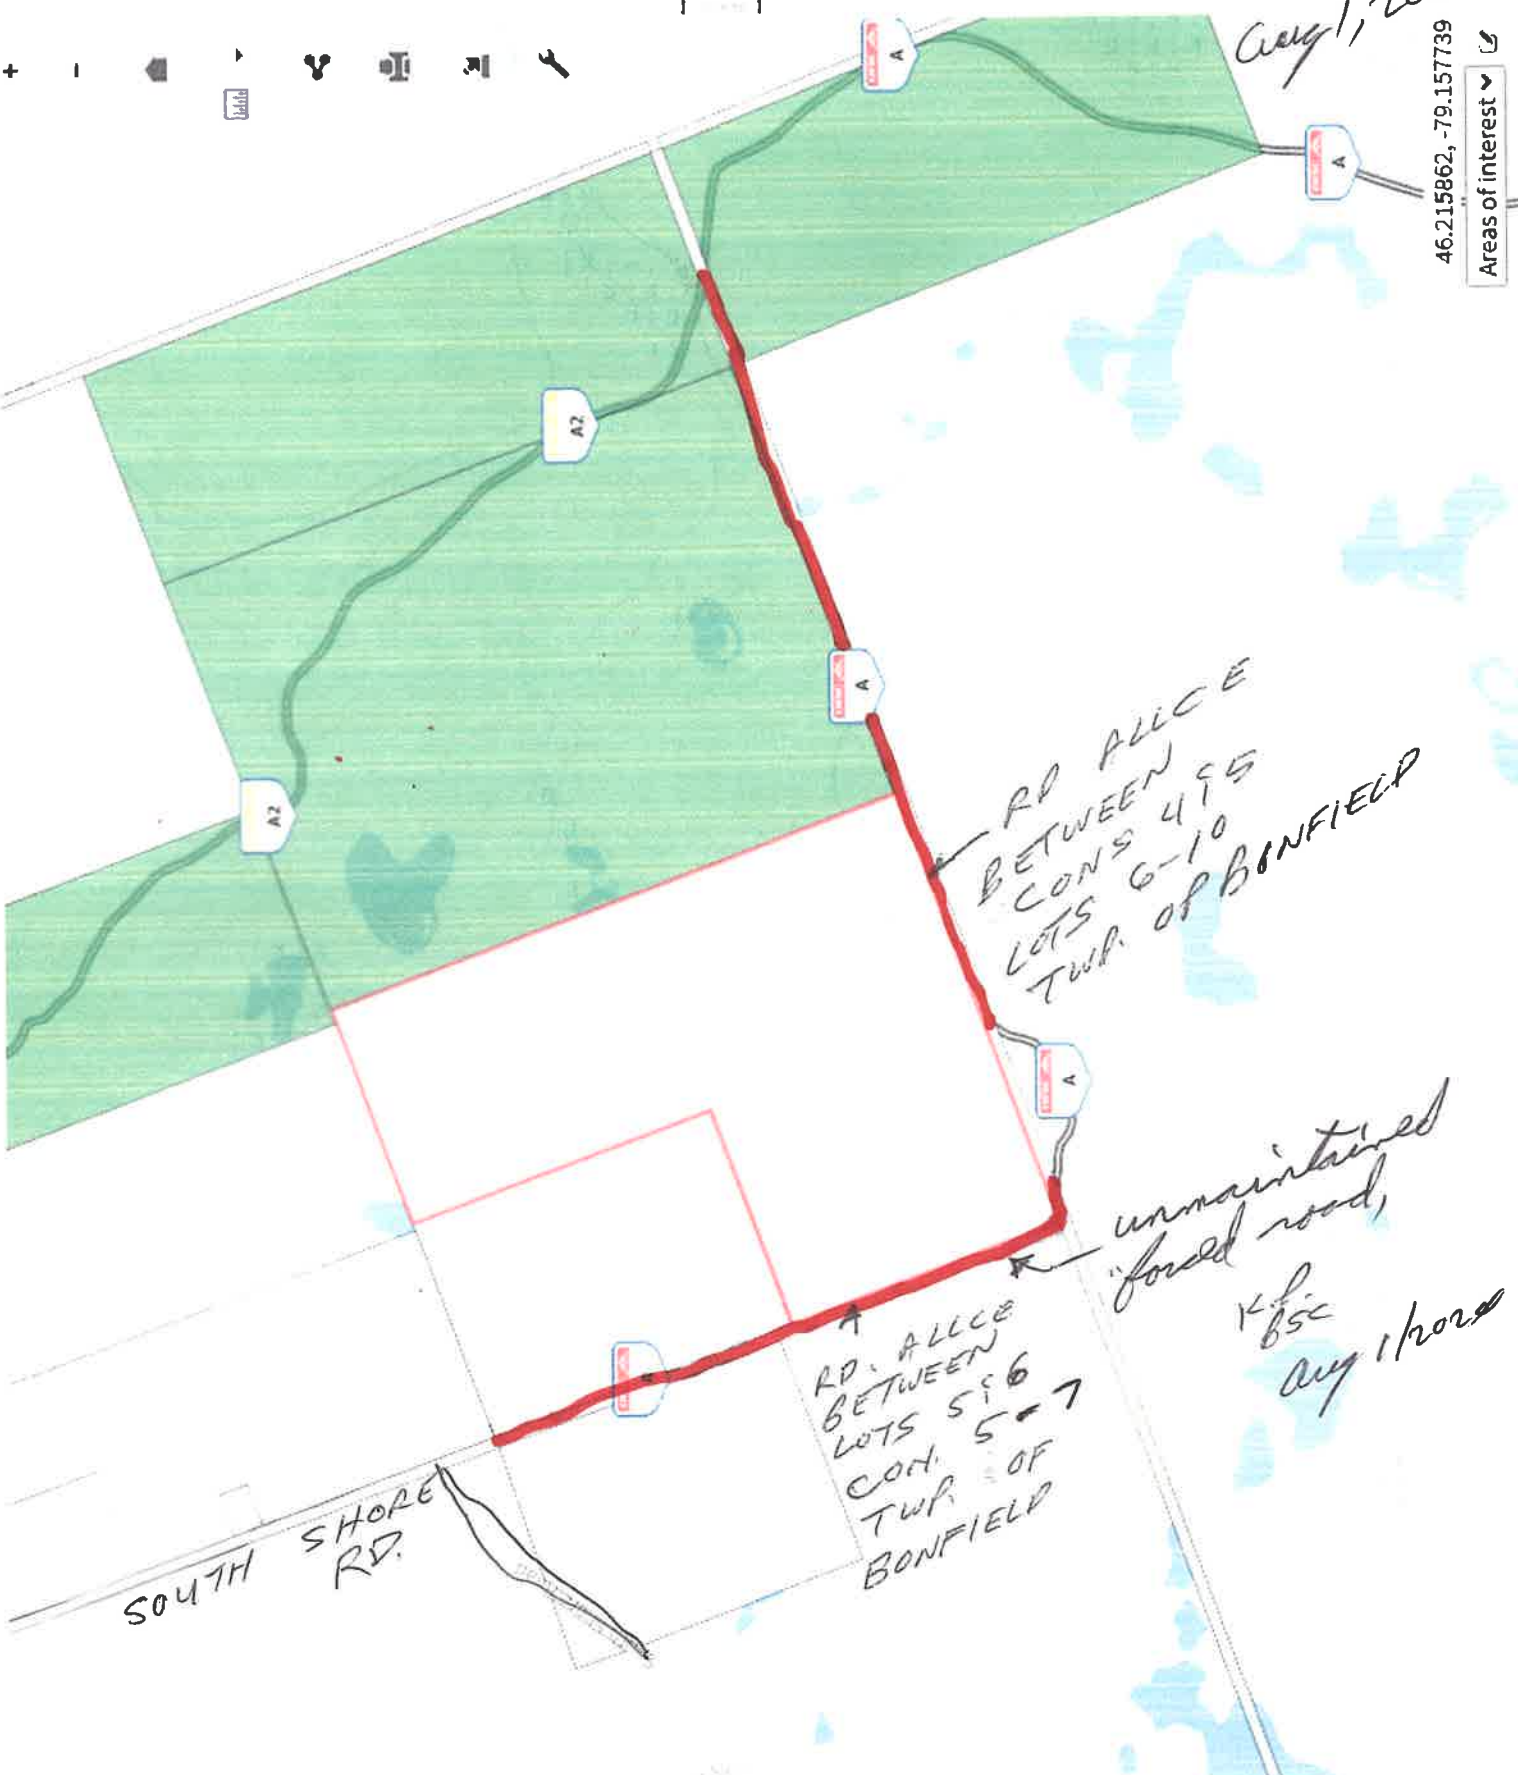 Aug 1, 20
46.215862, -79.157739
Areas of interest
A
A
A2
A2
A
A
RD ALLCE
BETWEEN
CONS 4 & 5
LOTS 6-10
TWP. OF BONFIELD
unmaintained
"forced road,
K.P.
BSC
Aug 1/2020
RD. ALLCE
BETWEEN
LOTS 5 & 6
CON. 5-7
TWP. OF
BONFIELD
A
SOUTH SHORE
RD.